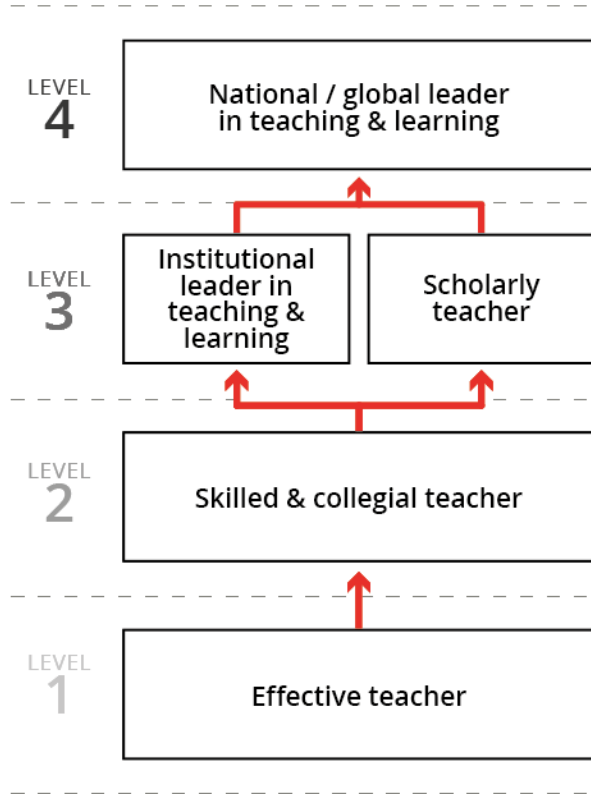 LEVEL
4
National / global leader
in teaching & learning
LEVEL
3
Institutional
leader in
teaching &
learning
Scholarly
teacher
LEVEL
2
Skilled & collegial teacher
LEVEL
1
Effective teacher